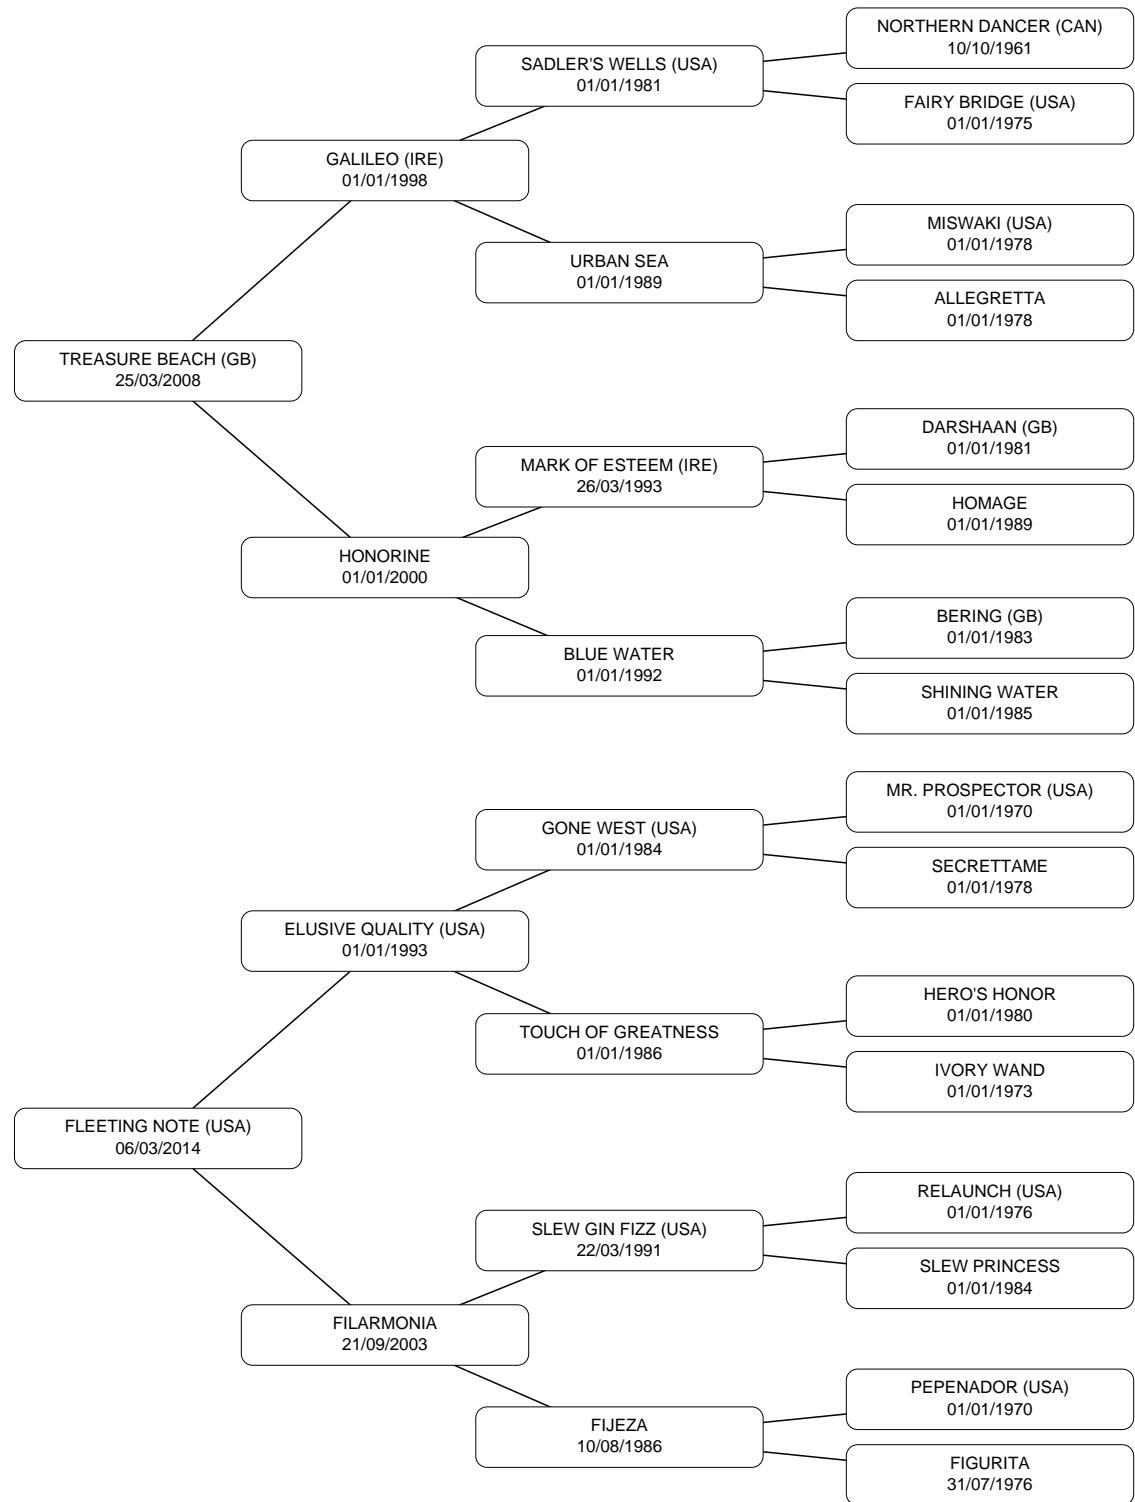 NORTHERN DANCER (CAN)
10/10/1961
SADLER'S WELLS (USA)
01/01/1981
FAIRY BRIDGE (USA)
01/01/1975
GALILEO (IRE)
01/01/1998
MISWAKI (USA)
01/01/1978
URBAN SEA
01/01/1989
ALLEGRETTA
01/01/1978
TREASURE BEACH (GB)
25/03/2008
DARSHAAN (GB)
01/01/1981
MARK OF ESTEEM (IRE)
26/03/1993
HOMAGE
01/01/1989
HONORINE
01/01/2000
BERING (GB)
01/01/1983
BLUE WATER
01/01/1992
SHINING WATER
01/01/1985
MR. PROSPECTOR (USA)
01/01/1970
GONE WEST (USA)
01/01/1984
SECRETTAME
01/01/1978
ELUSIVE QUALITY (USA)
01/01/1993
HERO'S HONOR
01/01/1980
TOUCH OF GREATNESS
01/01/1986
IVORY WAND
01/01/1973
FLEETING NOTE (USA)
06/03/2014
RELAUNCH (USA)
01/01/1976
SLEW GIN FIZZ (USA)
22/03/1991
SLEW PRINCESS
01/01/1984
FILARMONIA
21/09/2003
PEPENADOR (USA)
01/01/1970
FIJEZA
10/08/1986
FIGURITA
31/07/1976